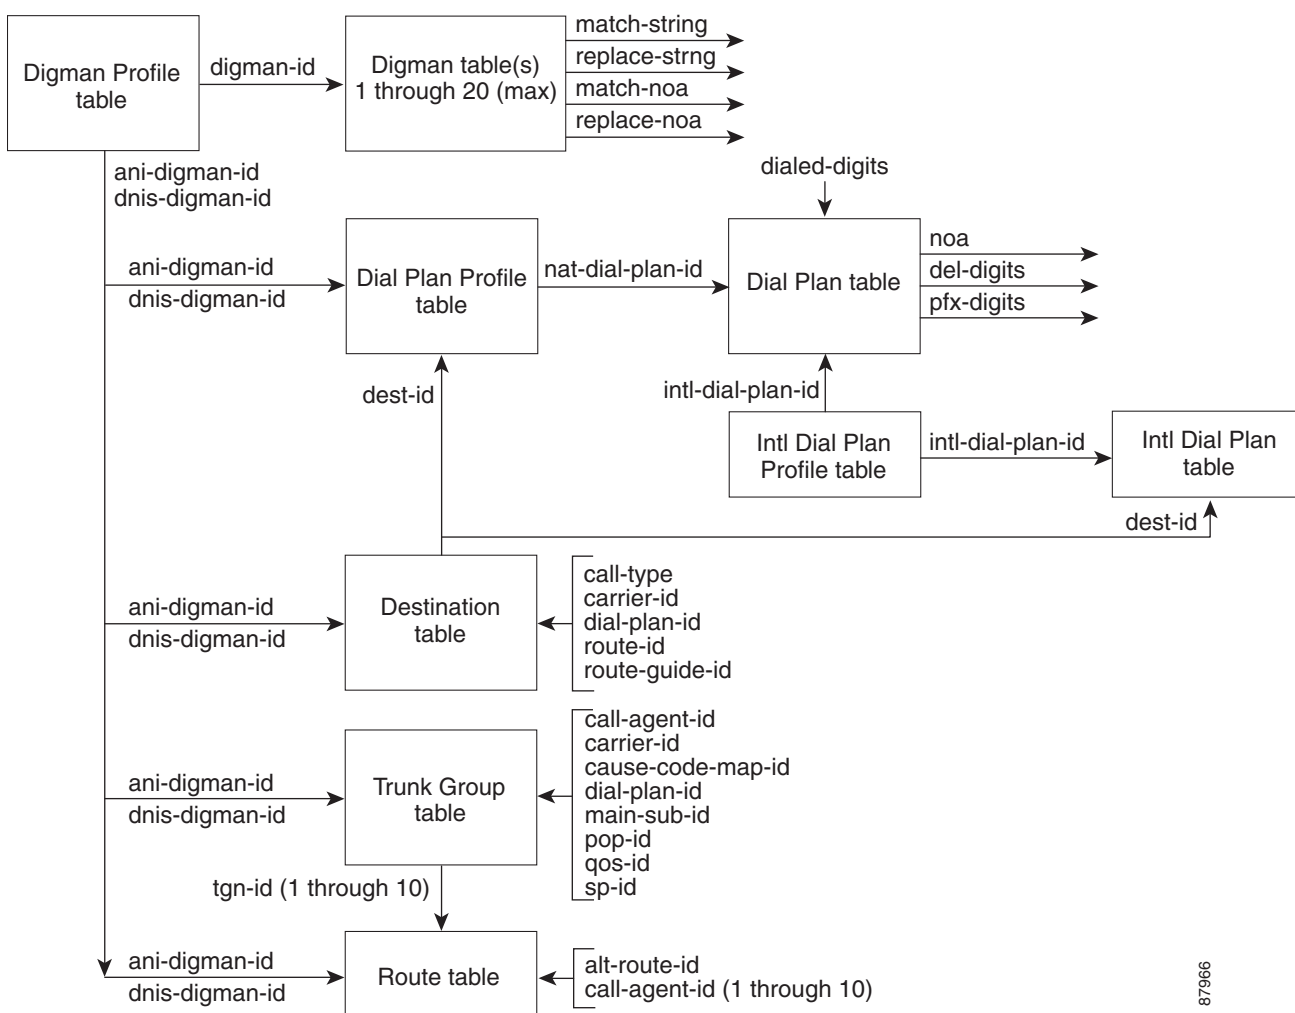 Digman Profile
table
digman-id
Digman table(s)
1 through 20 (max)
match-string
replace-strng
match-noa
replace-noa
ani-digman-id
dnis-digman-id
dialed-digits
ani-digman-id
dnis-digman-id
Dial Plan Profile
table
nat-dial-plan-id
Dial Plan table
noa
del-digits
pfx-digits
dest-id
intl-dial-plan-id
Intl Dial Plan
Profile table
intl-dial-plan-id
Intl Dial Plan
table
dest-id
ani-digman-id
dnis-digman-id
Destination
table
call-type
carrier-id
dial-plan-id
route-id
route-guide-id
ani-digman-id
dnis-digman-id
Trunk Group
table
call-agent-id
carrier-id
cause-code-map-id
dial-plan-id
main-sub-id
pop-id
qos-id
sp-id
tgn-id (1 through 10)
ani-digman-id
dnis-digman-id
Route table
alt-route-id
call-agent-id (1 through 10)
87966